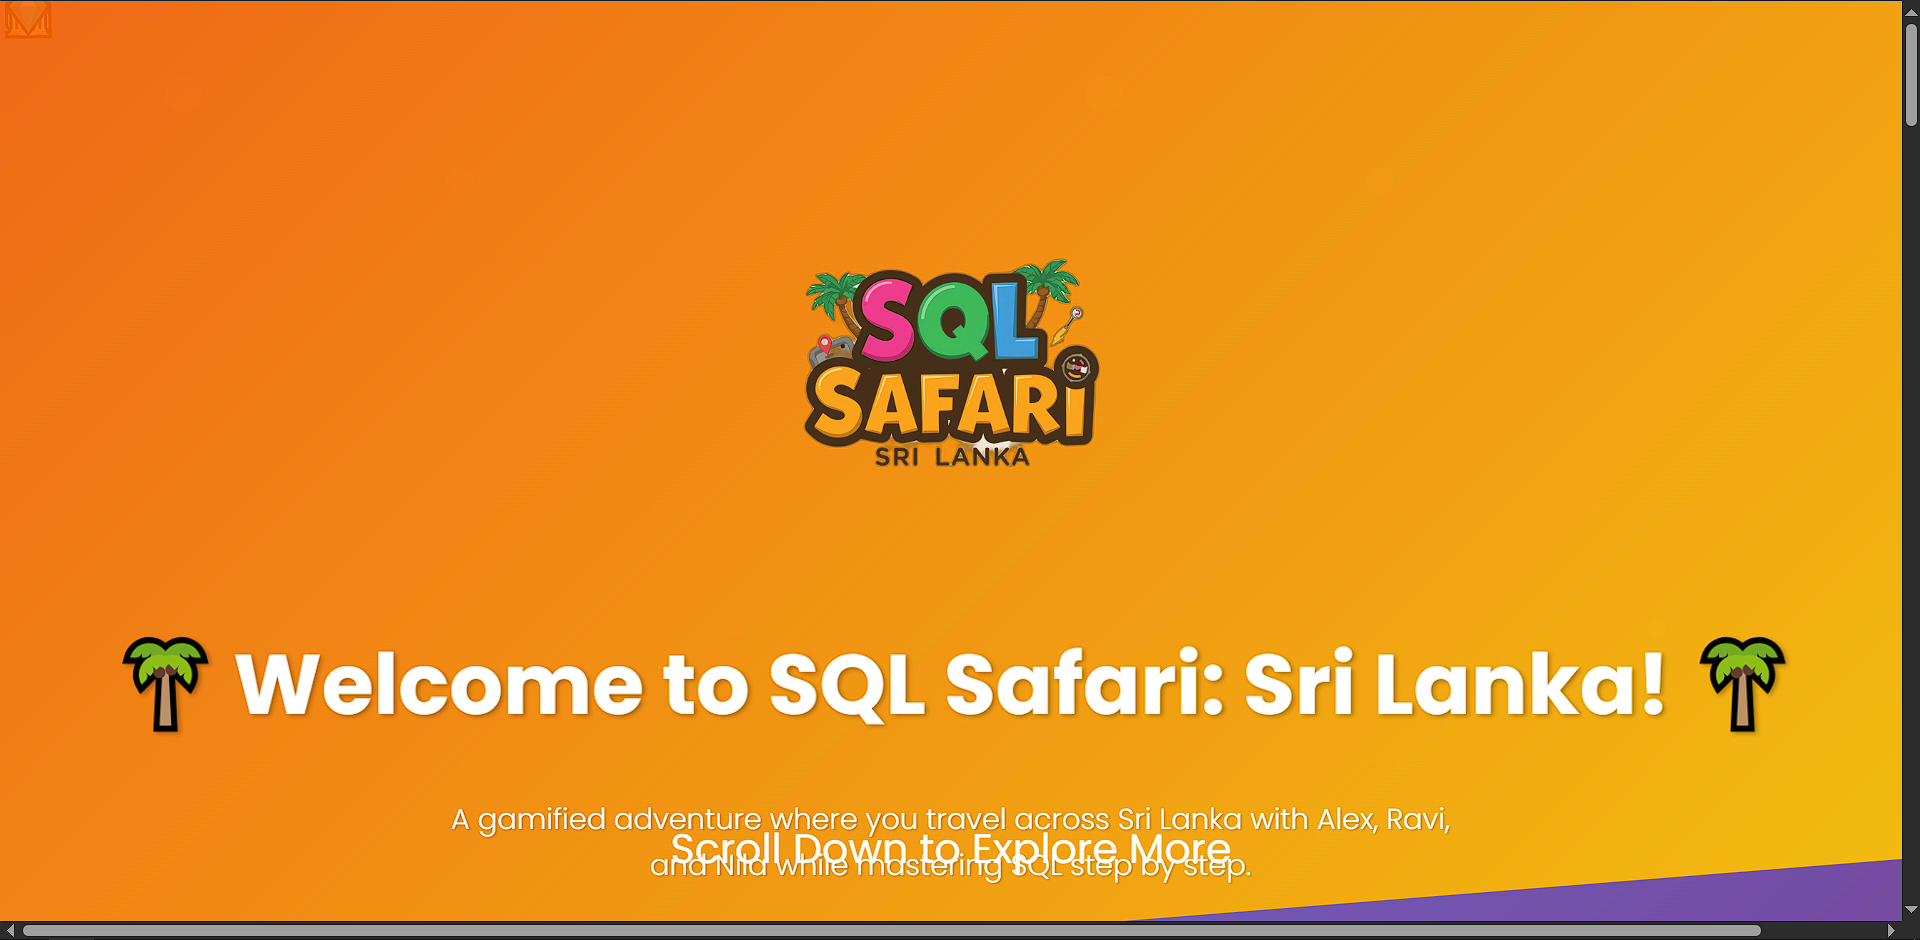 SQL
SAFARI
SRI LANKA
Welcome to SQL Safari: Sri Lanka!
A gamified adventure where you travel across Sri Lanka with Alex, Ravi,
Scroll Down to Explore More
and Nila while mastering SQL step by step.